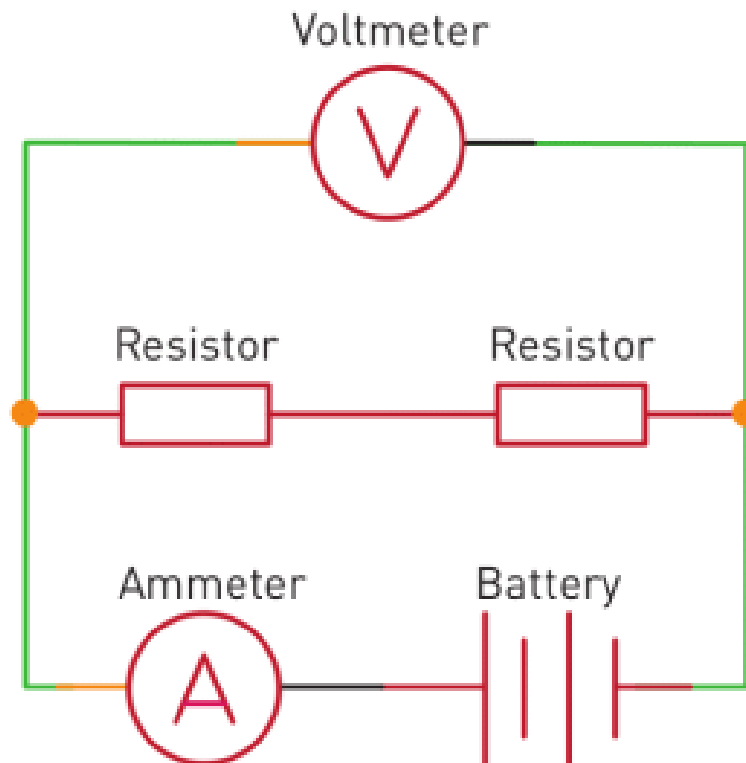 Voltmeter
V
Resistor Resistor
Ammeter Battery
A